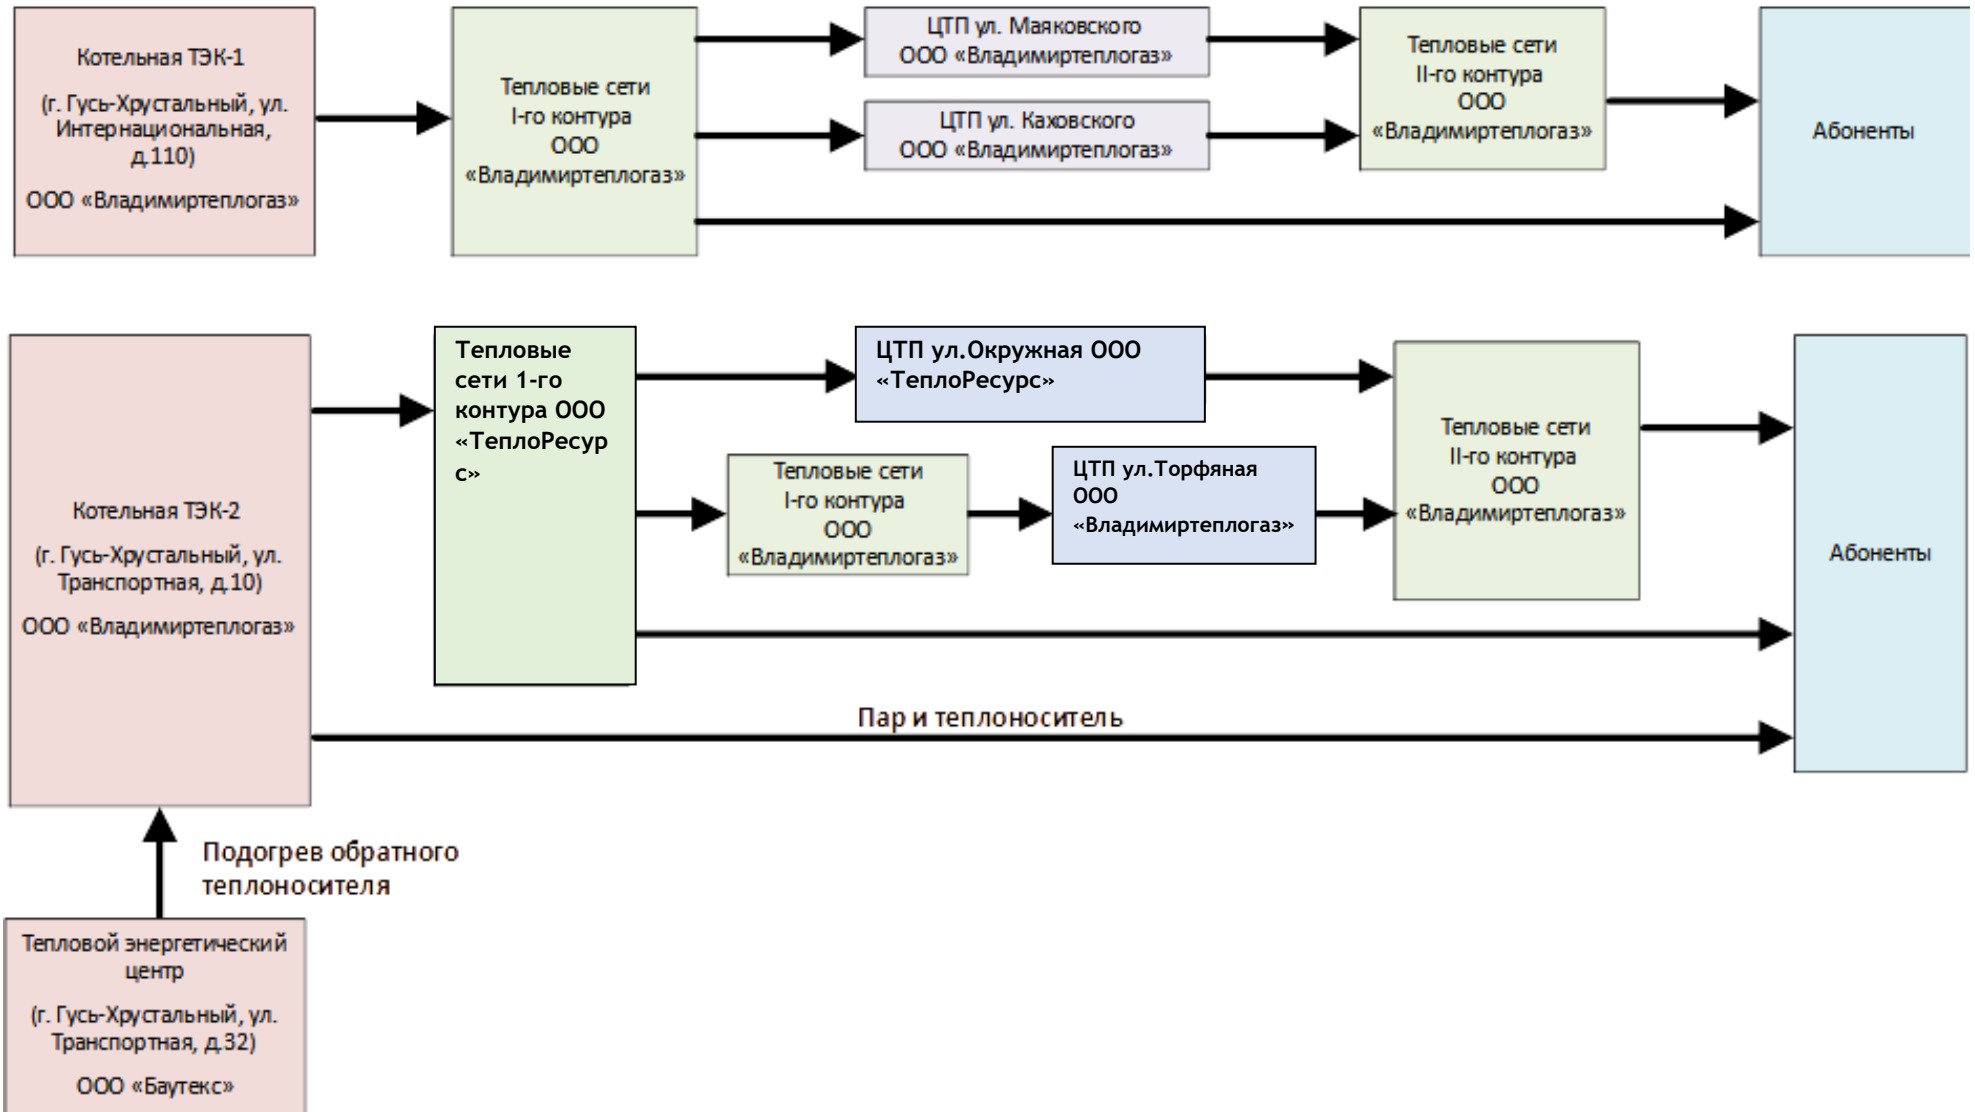 Котельная ТЭК-1
(г. Гусь-Хрустальный, ул.
Интернациональная,
д.110)
ООО «Владимиртеплогаз»
Тепловые сети
I-го контура
ООО
«Владимиртеплогаз»
ЦТП ул. Маяковского
ООО «Владимиртеплогаз»
ЦТП ул. Каховского
ООО «Владимиртеплогаз»
Тепловые сети
II-го контура
ООО
«Владимиртеплогаз»
Абоненты
Котельная ТЭК-2
(г. Гусь-Хрустальный, ул.
Транспортная, д.10)
ООО «Владимиртеплогаз»
Тепловые
сети 1-го
контура ООО
«ТеплоРесур
с»
ЦТП ул.Окружная ООО
«ТеплоРесурс»
Тепловые сети
I-го контура
ООО
«Владимиртеплогаз»
ЦТП ул.Торфяная
ООО
«Владимиртеплогаз»
Тепловые сети
II-го контура
ООО
«Владимиртеплогаз»
Абоненты
Пар и теплоноситель
Подогрев обратного
теплоносителя
Тепловой энергетический
центр
(г. Гусь-Хрустальный, ул.
Транспортная, д.32)
ООО «Баутекс»